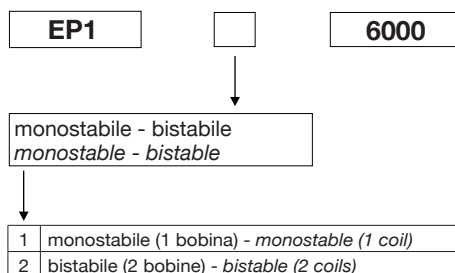 EP1 6000
monostabile - bistabile
monostable - bistable
1 monostabile (1 bobina) - monostable (1 coil)
2 bistabile (2 bobine) - bistable (2 coils)